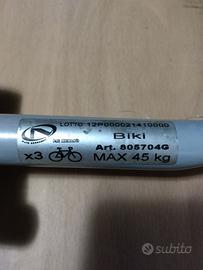 LOTTO 12P000021410000
Biki
Art. 805704G
x3 MAX 45 kg
subito